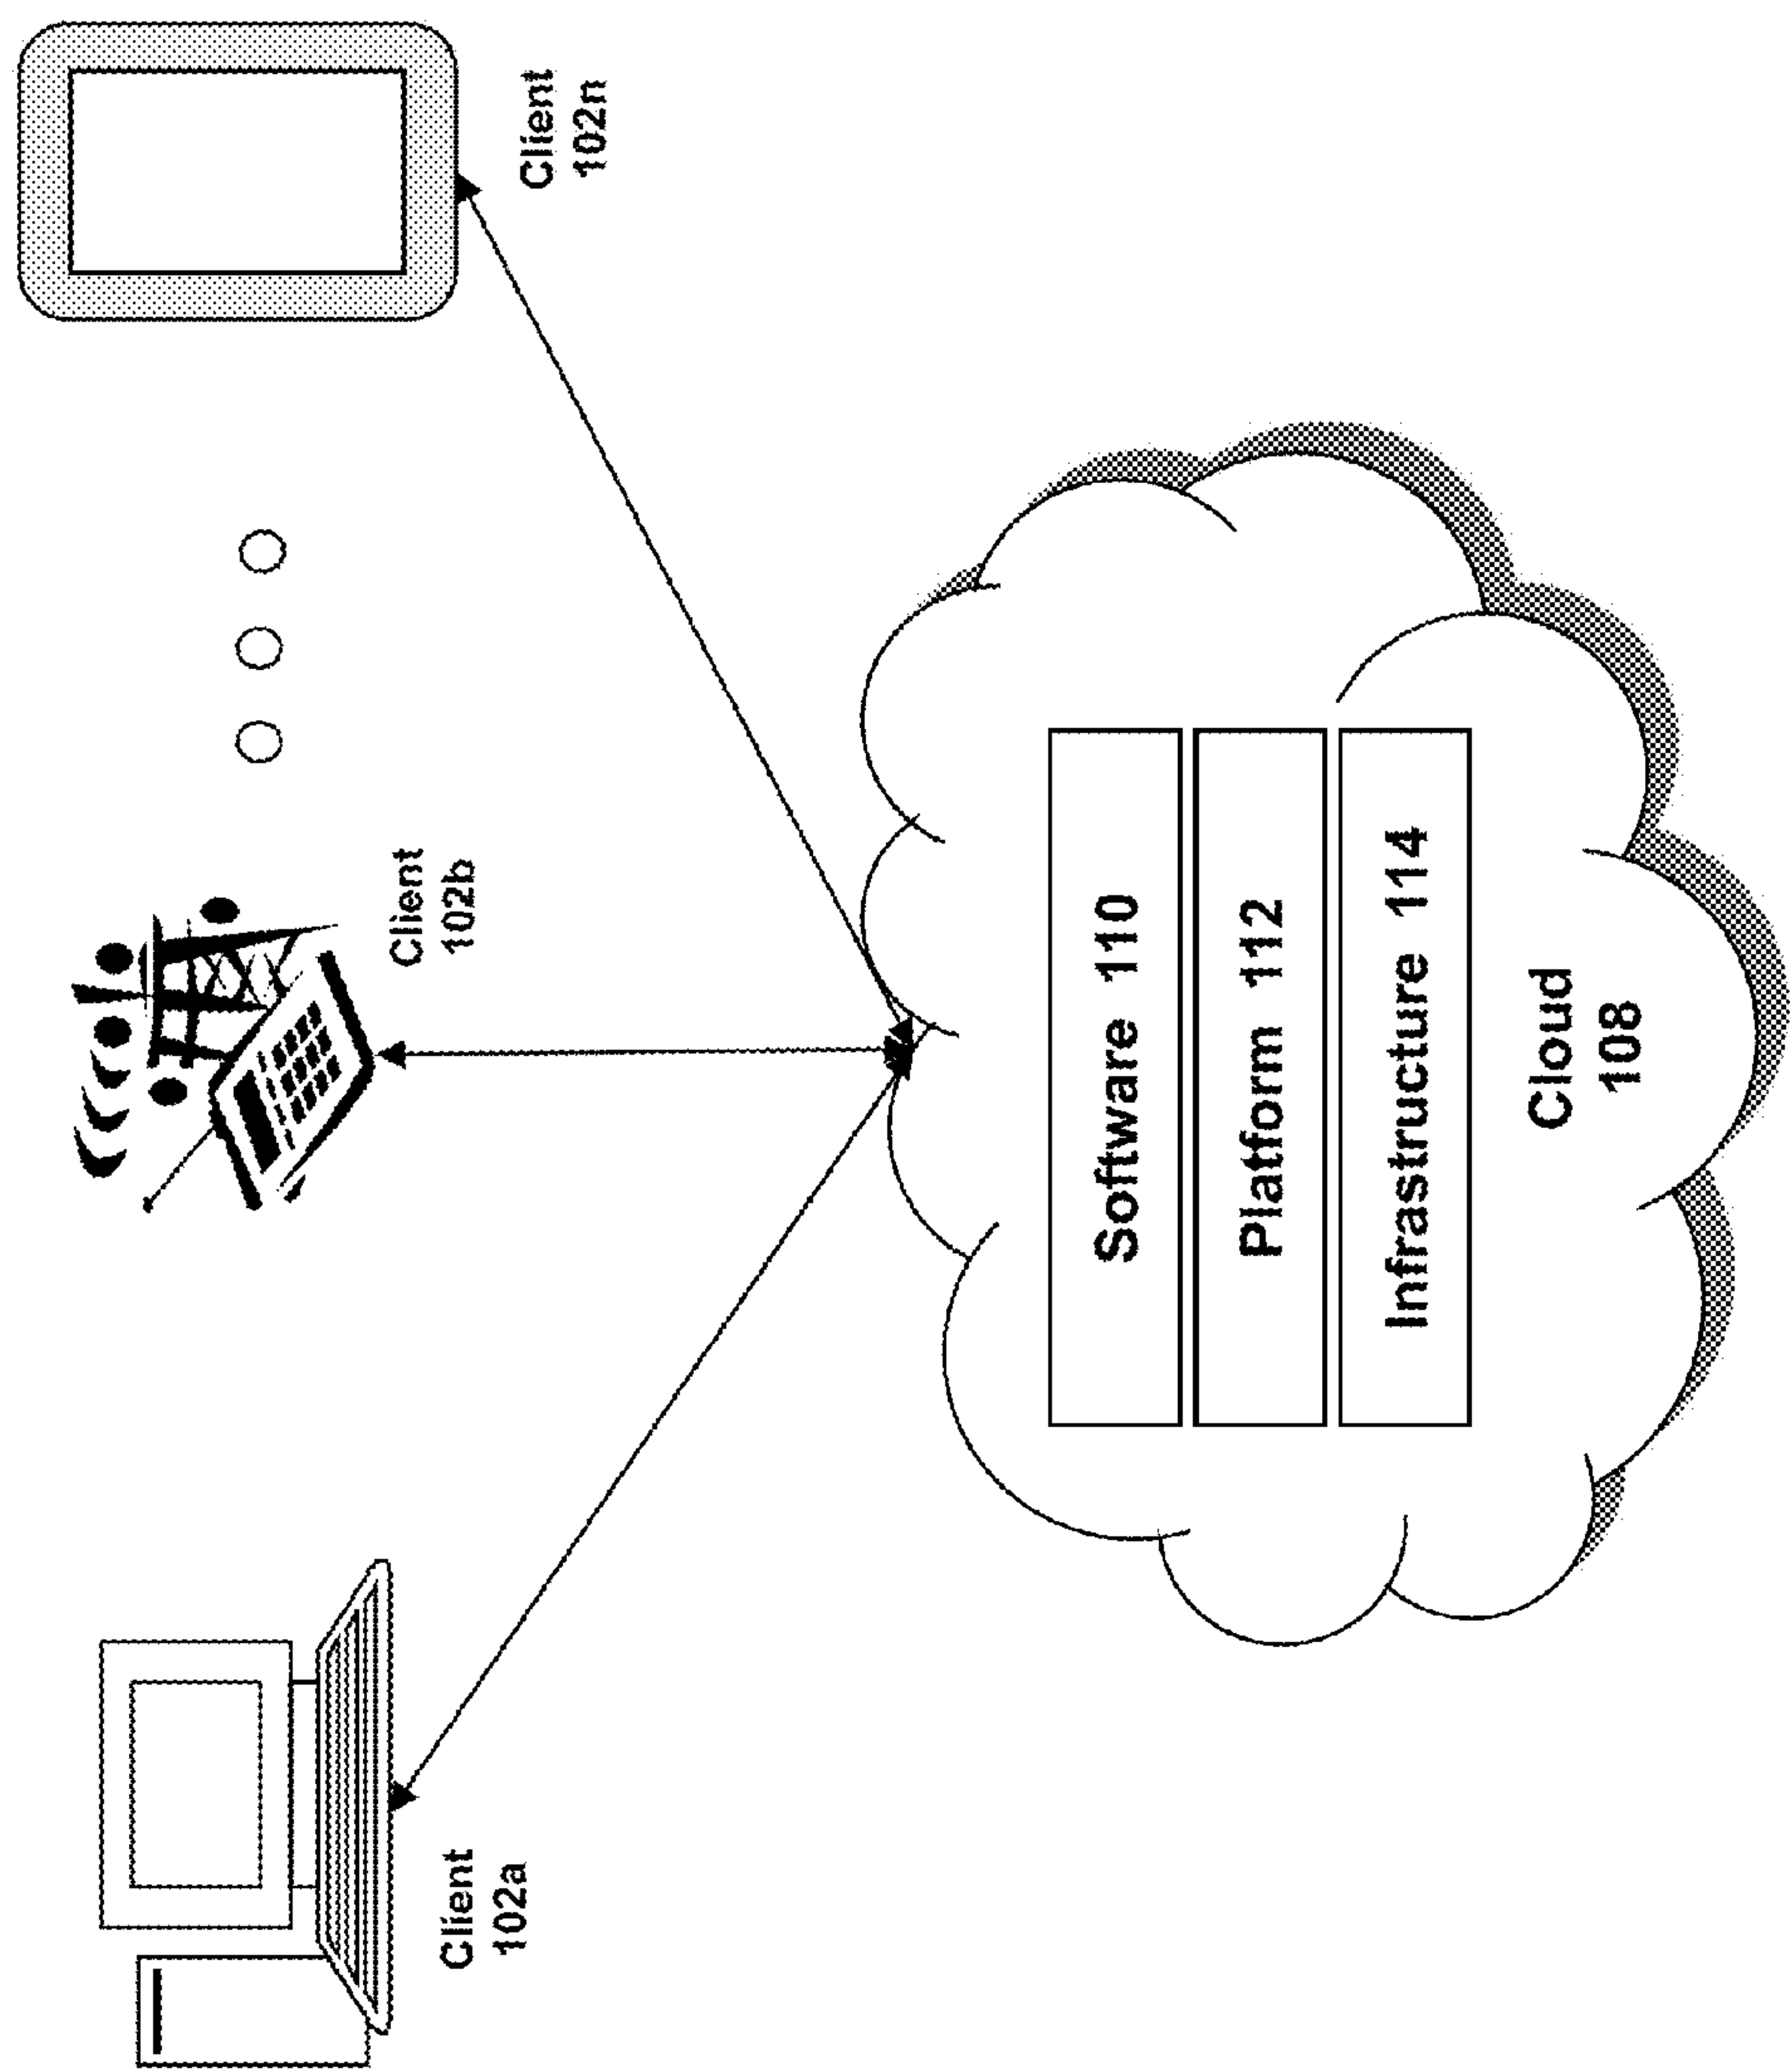 Client
102a
Client
102b
Client
102n
Software 110
Platform 112
Infrastructure 114
Cloud
108